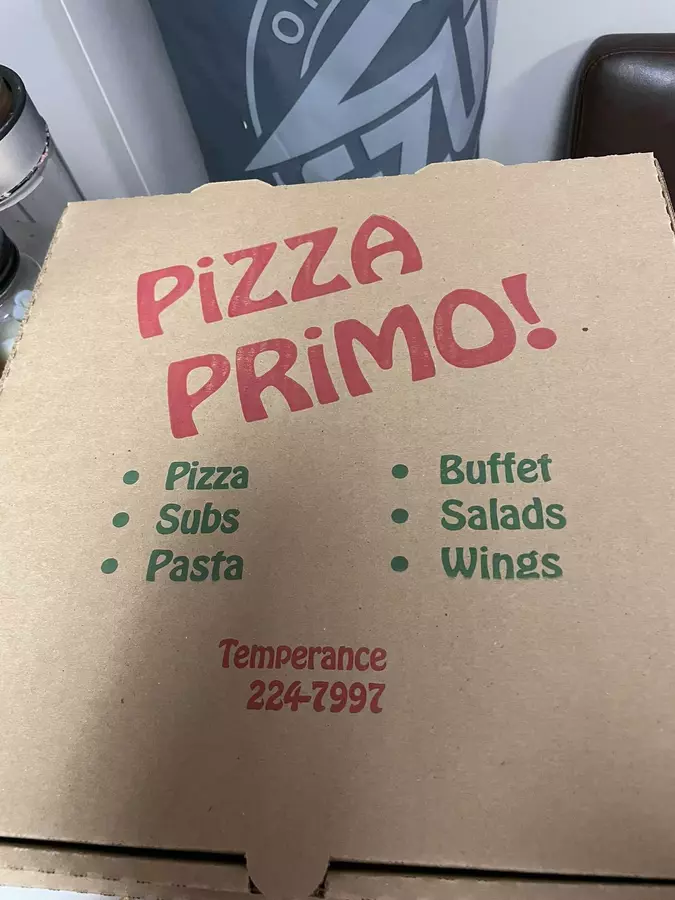 PiZZA
PRiMO!
• Pizza
• Subs
• Pasta
• Buffet
• Salads
• Wings
Temperance
224-7997